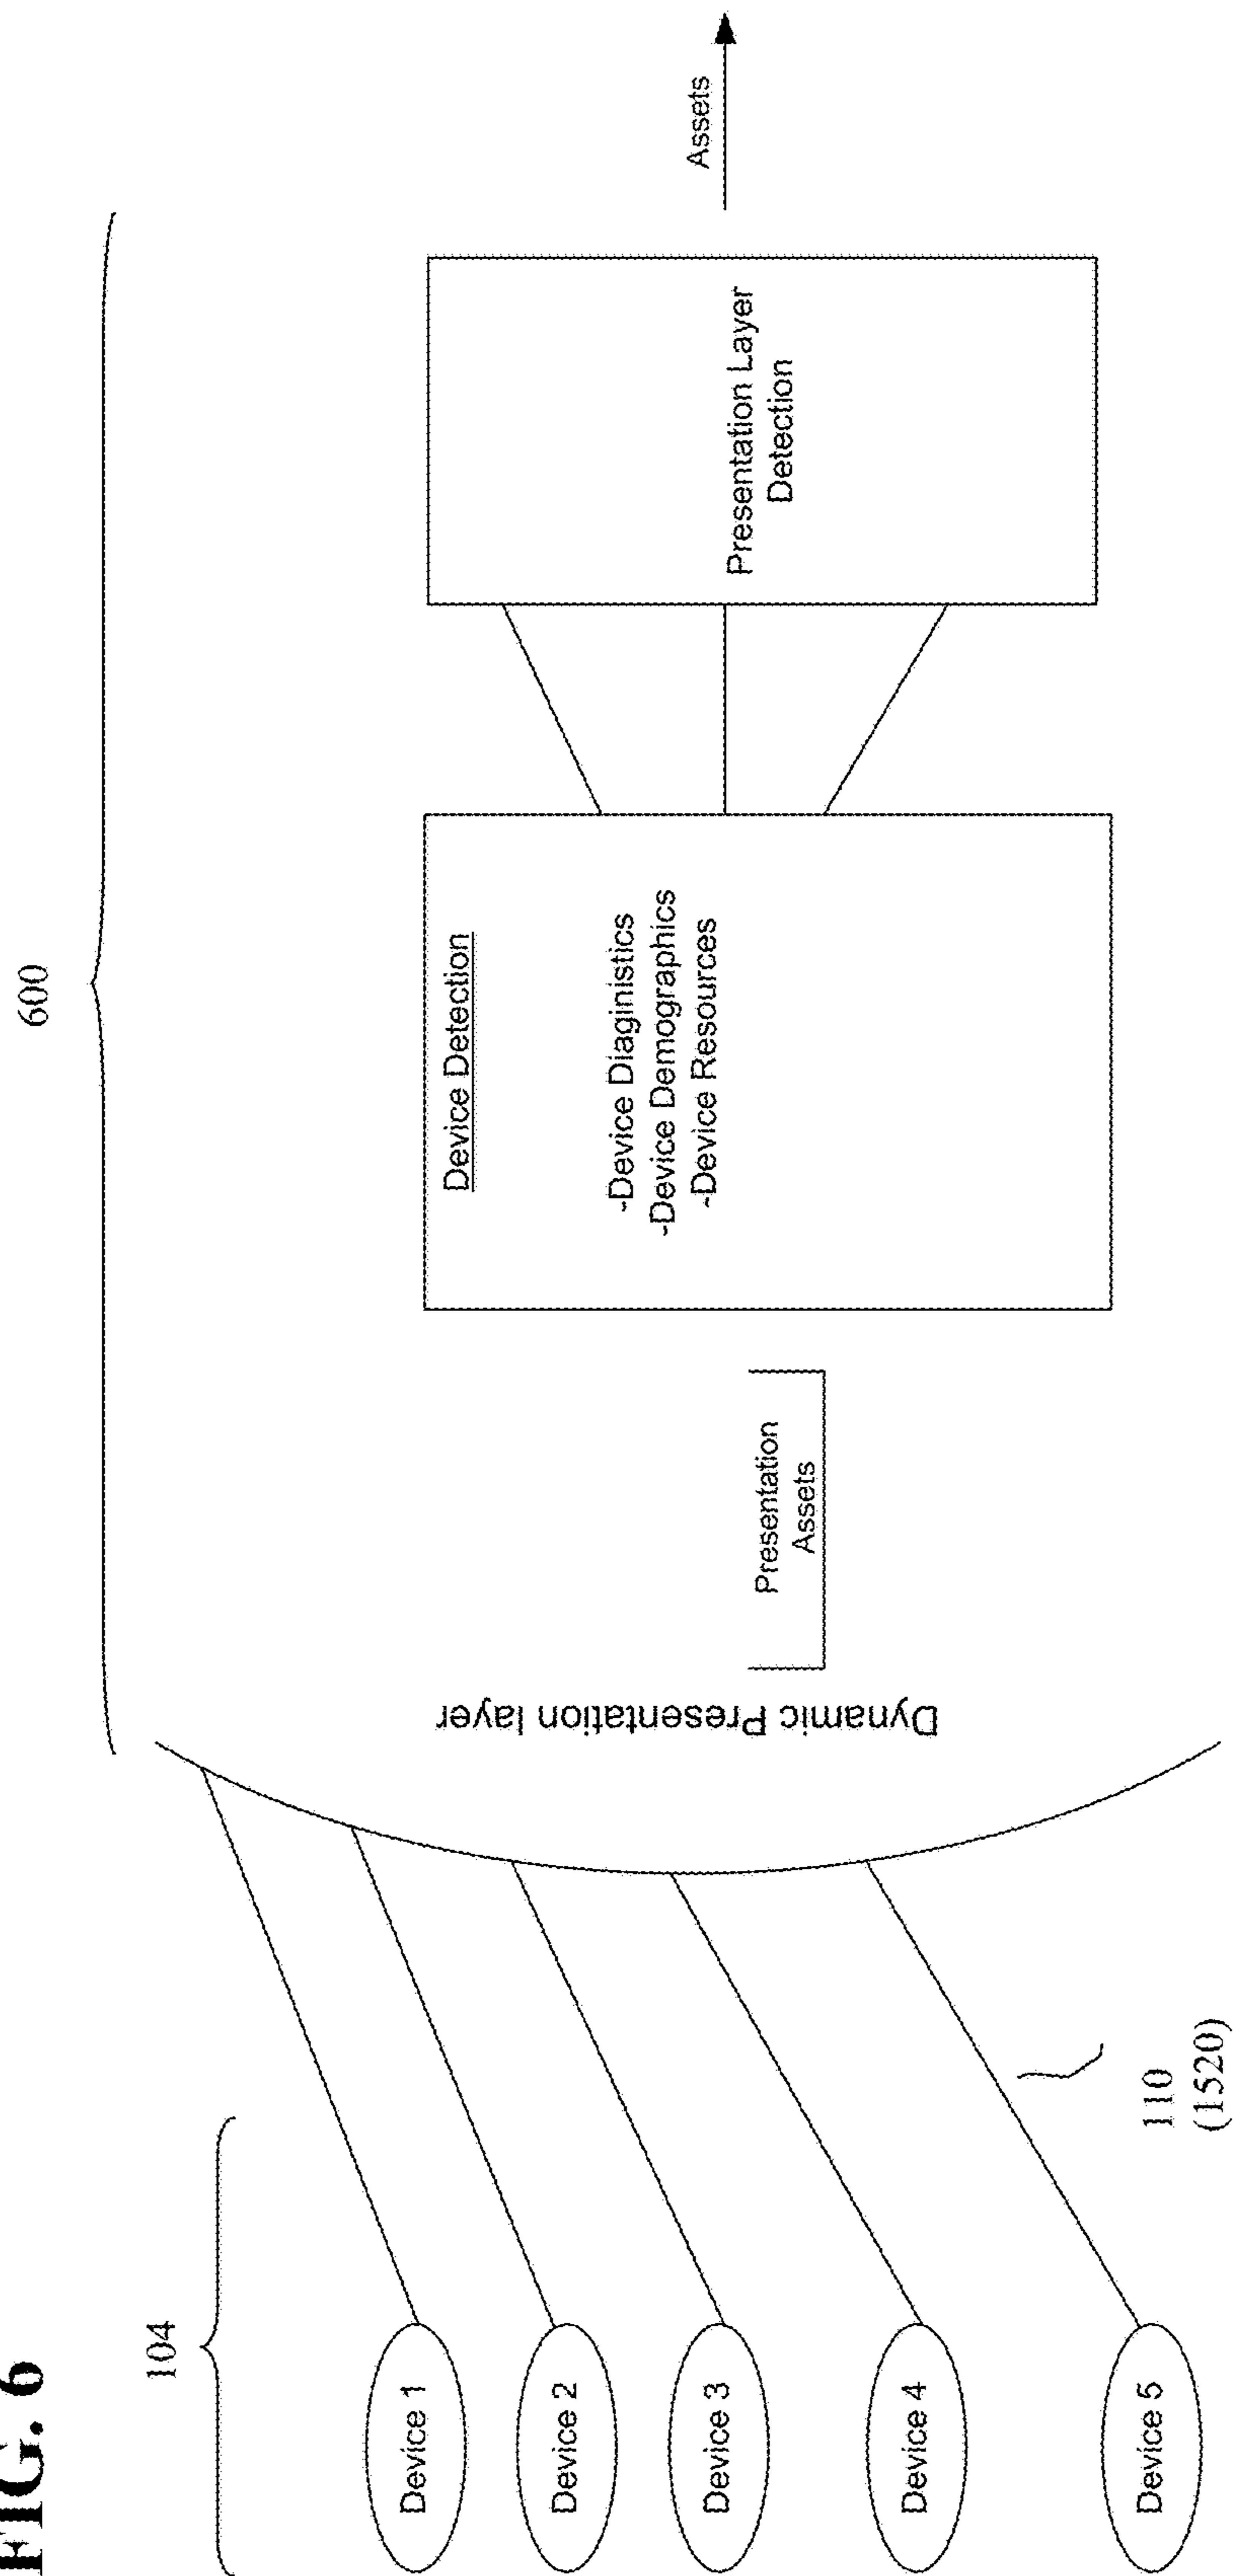 FIG. 6
600
104
Device 1
Device 2
Device 3
Device 4
Device 5
110
(1520)
Dynamic Presentation layer
Presentation
Assets
Device Detection
-Device Diaginistics
-Device Demographics
-Device Resources
Presentation Layer
Detection
Assets